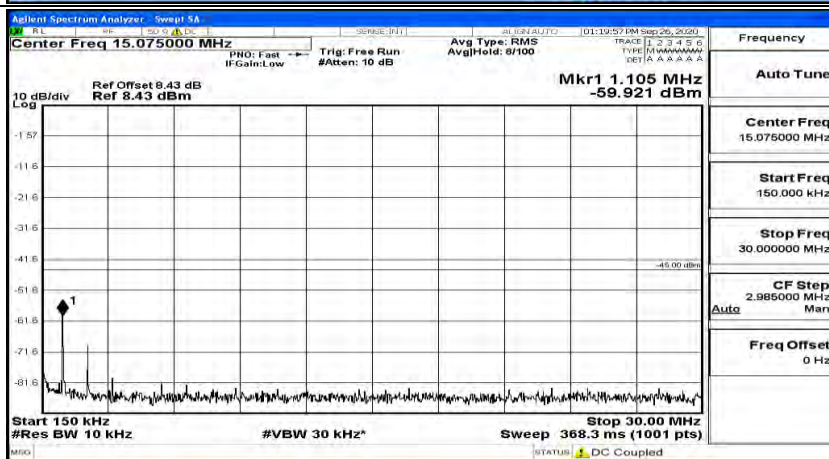 Agilent Spectrum Analyzer - Swept SA
RL RF 50 Ω DC SENSE:INT ALIGN AUTO 01:19:57 PM Sep 26, 2020
Center Freq 15.075000 MHz
PNO: Fast
IFGain:Low
Trig: Free Run
#Atten: 10 dB
Avg Type: RMS
Avg|Hold: 8/100
TRACE 1 2 3 4 5 6
TYPE
DET A A A A A A
Mkr1 1.105 MHz
-59.921 dBm
Ref Offset 8.43 dB
10 dB/div Ref 8.43 dBm
Log
-1.57
-11.6
-21.6
-31.6
-41.6
-45.00 dBm
-51.6
1
-61.6
-71.6
-81.6
Start 150 kHz Stop 30.00 MHz
#Res BW 10 kHz #VBW 30 kHz* Sweep 368.3 ms (1001 pts)
MSG STATUS DC Coupled
Frequency
Auto Tune
Center Freq
15.075000 MHz
Start Freq
150.000 kHz
Stop Freq
30.000000 MHz
CF Step
2.985000 MHz
Auto Man
Freq Offset
0 Hz